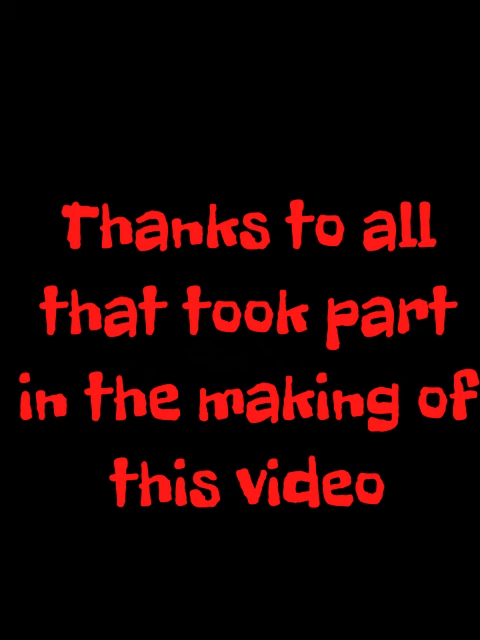 Thanks to all
that took part
in the making of
this video